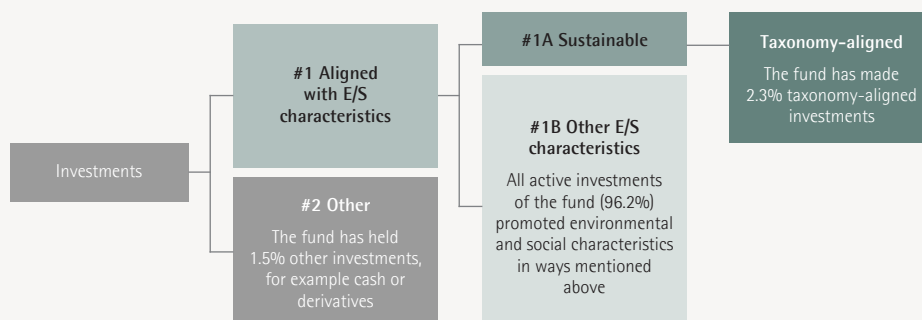 Investments
#1 Aligned
with E/S
characteristics
#2 Other
The fund has held
1.5% other investments,
for example cash or
derivatives
#1A Sustainable
#1B Other E/S
characteristics
All active investments
of the fund (96.2%)
promoted environmental
and social characteristics
in ways mentioned
above
Taxonomy-aligned
The fund has made
2.3% taxonomy-aligned
investments